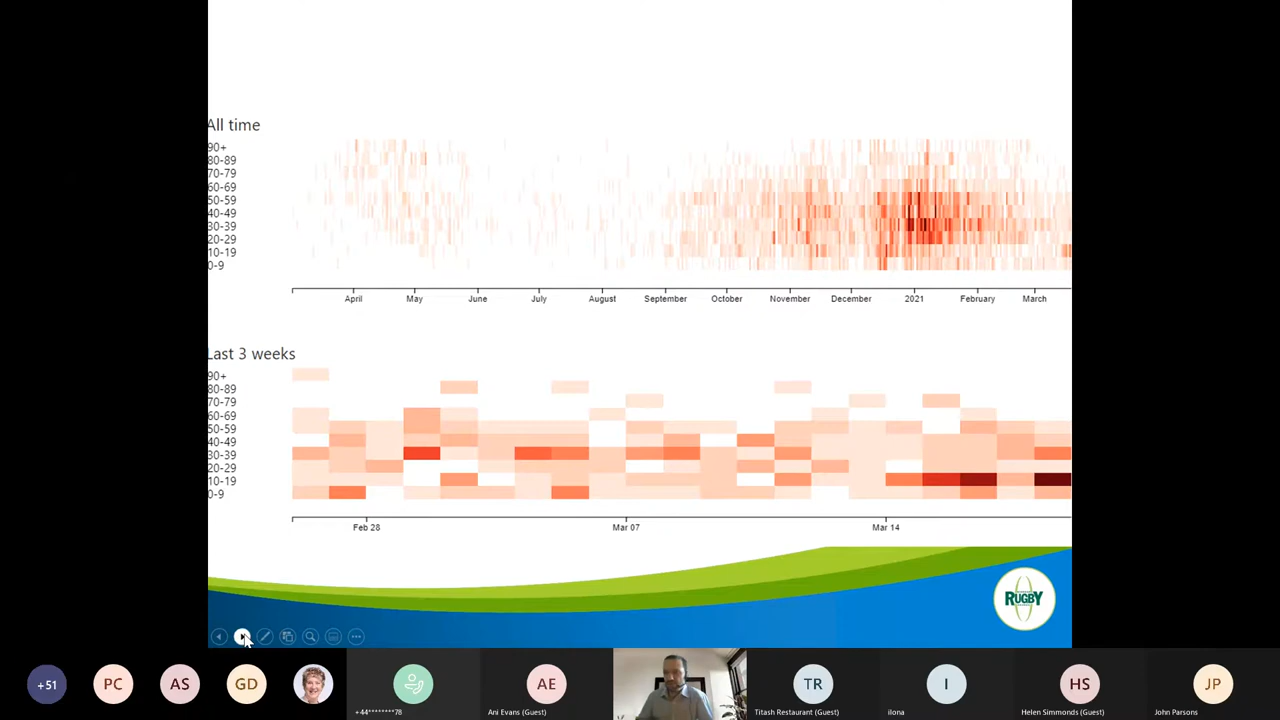 All time
90+
80-89
70-79
60-69
50-59
40-49
30-39
20-29
10-19
0-9
April May June July August September October November December 2021 February March
Last 3 weeks
90+
80-89
70-79
60-69
50-59
40-49
30-39
20-29
10-19
0-9
Feb 28 Mar 07 Mar 14
RUGBY
+51 PC AS GD AE TR I HS JP
+44********78 Ani Evans (Guest) Titash Restaurant (Guest) ilona Helen Simmonds (Guest) John Parsons